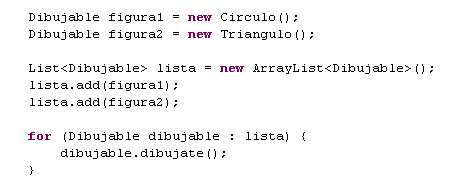 Dibujable figura1 = new Circulo();
Dibujable figura2 = new Triangulo();
List<Dibujable> lista = new ArrayList<Dibujable>();
lista.add(figura1);
lista.add(figura2);
for (Dibujable dibujable : lista) {
dibujable.dibujate();
}